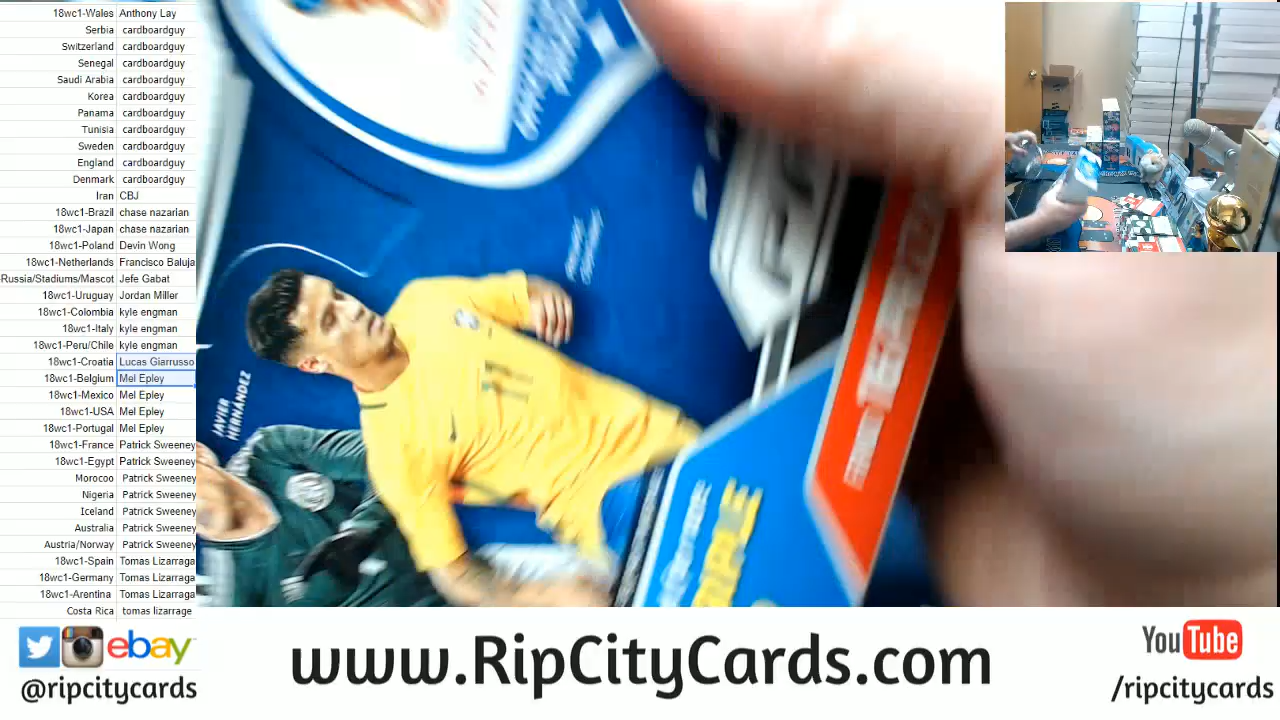 18wc1-Wales Anthony Lay
Serbia cardboardguy
Switzerland cardboardguy
Senegal cardboardguy
Saudi Arabia cardboardguy
Korea cardboardguy
Panama cardboardguy
Tunisia cardboardguy
Sweden cardboardguy
England cardboardguy
Denmark cardboardguy
Iran CBJ
18wc1-Brazil chase nazarian
18wc1-Japan chase nazarian
18wc1-Poland Devin Wong
18wc1-Netherlands Francisco Baluja
-Russia/Stadiums/Mascot Jefe Gabat
18wc1-Uruguay Jordan Miller
18wc1-Colombia kyle engman
18wc1-Italy kyle engman
18wc1-Peru/Chile kyle engman
18wc1-Croatia Lucas Giarrusso
18wc1-Belgium Mel Epley
18wc1-Mexico Mel Epley
18wc1-USA Mel Epley
18wc1-Portugal Mel Epley
18wc1-France Patrick Sweeney
18wc1-Egypt Patrick Sweeney
Morocoo Patrick Sweeney
Nigeria Patrick Sweeney
Iceland Patrick Sweeney
Australia Patrick Sweeney
Austria/Norway Patrick Sweeney
18wc1-Spain Tomas Lizarraga
18wc1-Germany Tomas Lizarraga
18wc1-Arentina Tomas Lizarraga
Costa Rica tomas lizarrage
JAVIER
HERNÁNDEZ
11
ebay
@ripcitycards
www.RipCityCards.com
YouTube
/ripcitycards